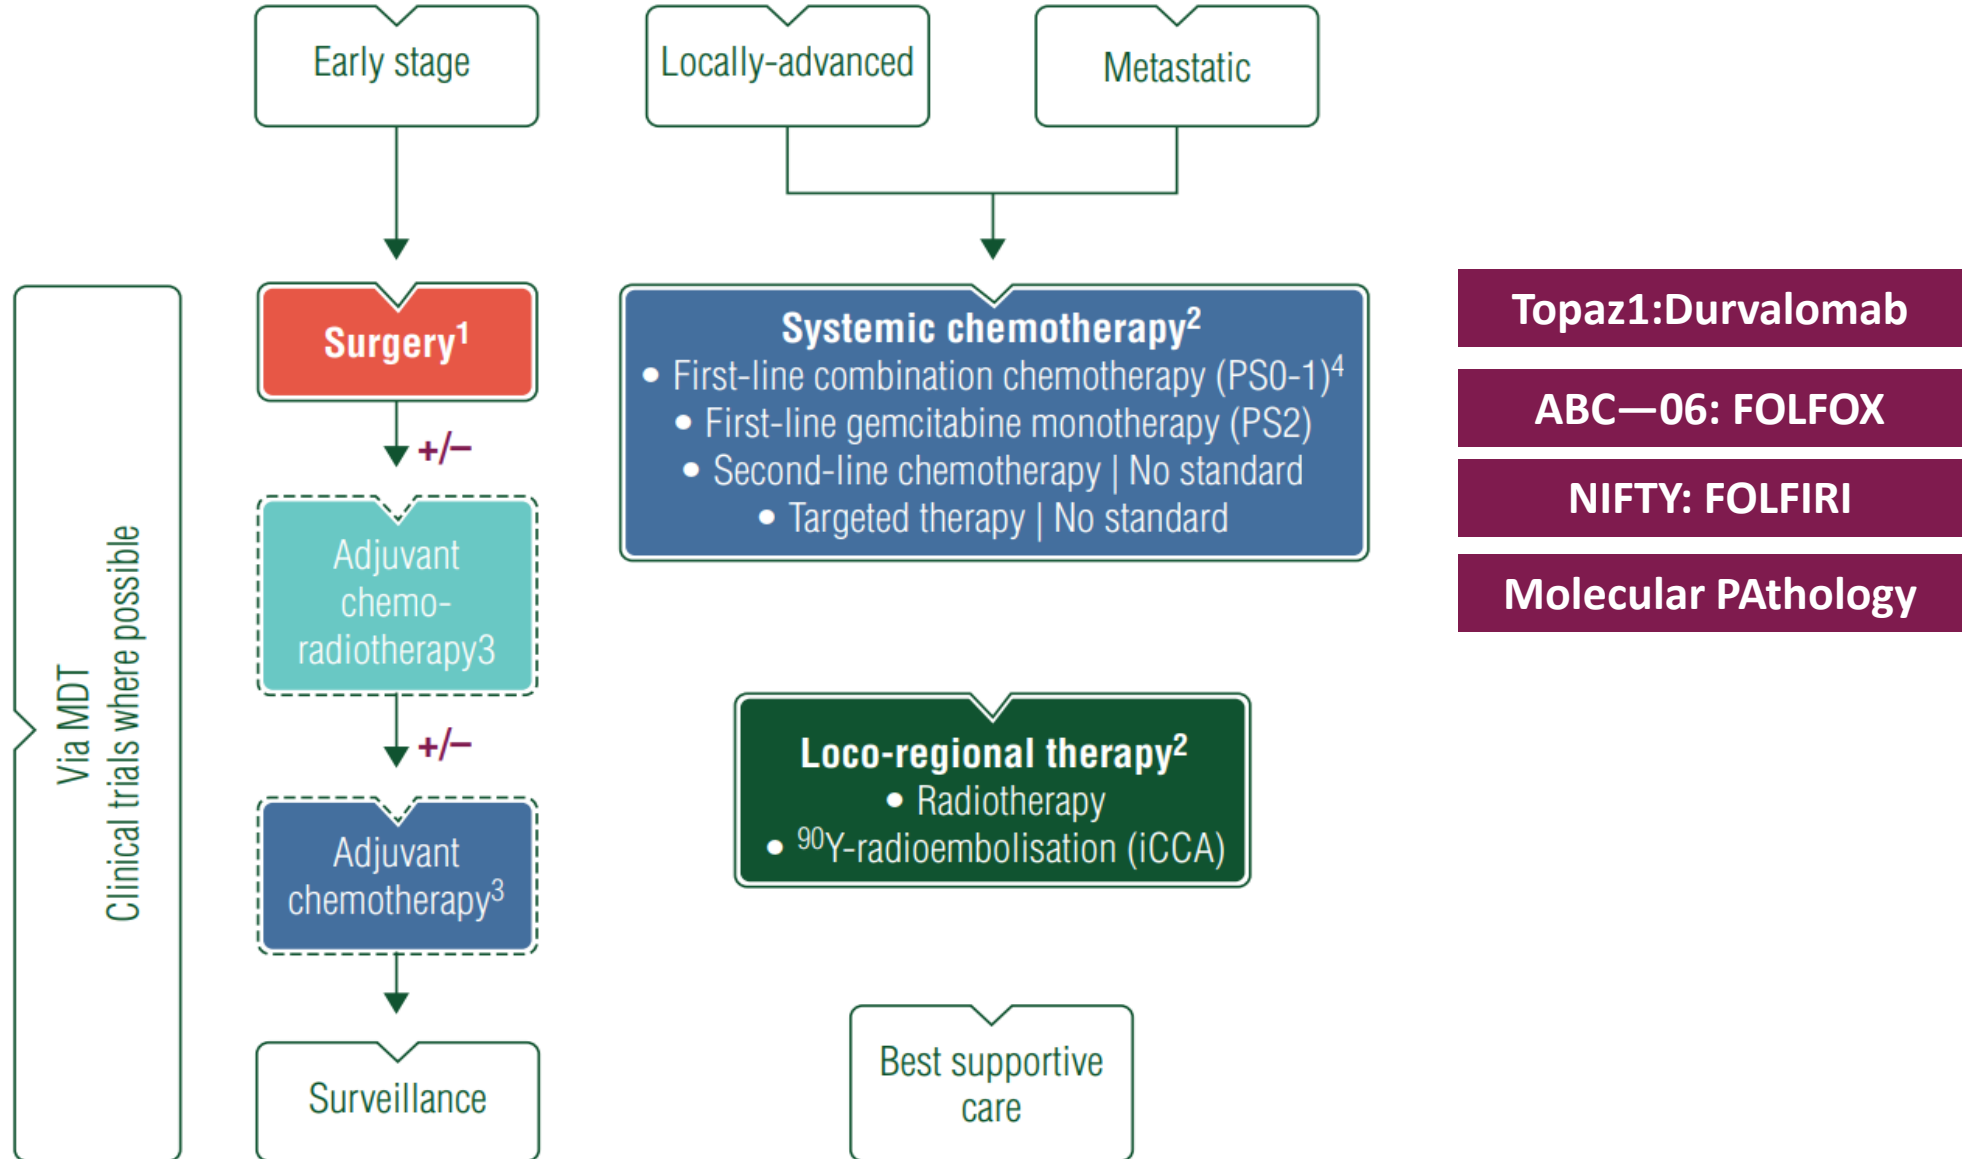 Early stage
Locally-advanced
Metastatic
Via MDT
Clinical trials where possible
Surgery¹
+/–
Adjuvant
chemo-
radiotherapy3
+/–
Adjuvant
chemotherapy³
Surveillance
Systemic chemotherapy²
• First-line combination chemotherapy (PS0-1)⁴
• First-line gemcitabine monotherapy (PS2)
• Second-line chemotherapy | No standard
• Targeted therapy | No standard
Loco-regional therapy²
• Radiotherapy
• ⁹⁰Y-radioembolisation (iCCA)
Best supportive
care
Topaz1:Durvalomab
ABC—06: FOLFOX
NIFTY: FOLFIRI
Molecular PAthology